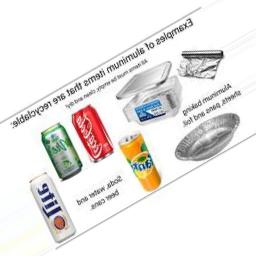 Examples of aluminum items that are recyclable:
All items must be empty, clean and dry!
Aluminum baking
sheets, pans and foil
Soda, water and
beer cans.
Coca-Cola
Fanta
lite